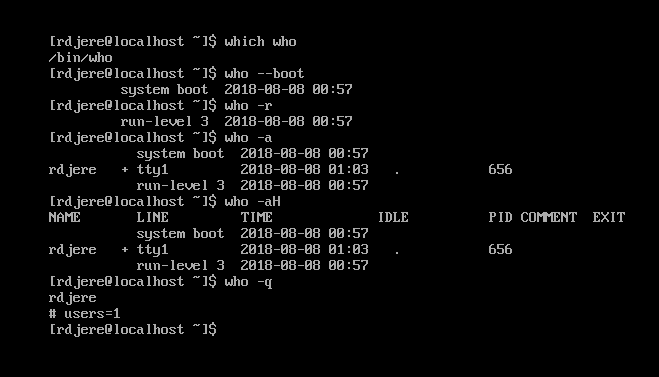 [rdjere@localhost ~]$ which who
/bin/who
[rdjere@localhost ~]$ who --boot
         system boot  2018-08-08 00:57
[rdjere@localhost ~]$ who -r
         run-level 3  2018-08-08 00:57
[rdjere@localhost ~]$ who -a
           system boot  2018-08-08 00:57
rdjere   + tty1         2018-08-08 01:03   .           656
           run-level 3  2018-08-08 00:57
[rdjere@localhost ~]$ who -aH
NAME       LINE         TIME             IDLE          PID COMMENT  EXIT
           system boot  2018-08-08 00:57
rdjere   + tty1         2018-08-08 01:03   .           656
           run-level 3  2018-08-08 00:57
[rdjere@localhost ~]$ who -q
rdjere
# users=1
[rdjere@localhost ~]$